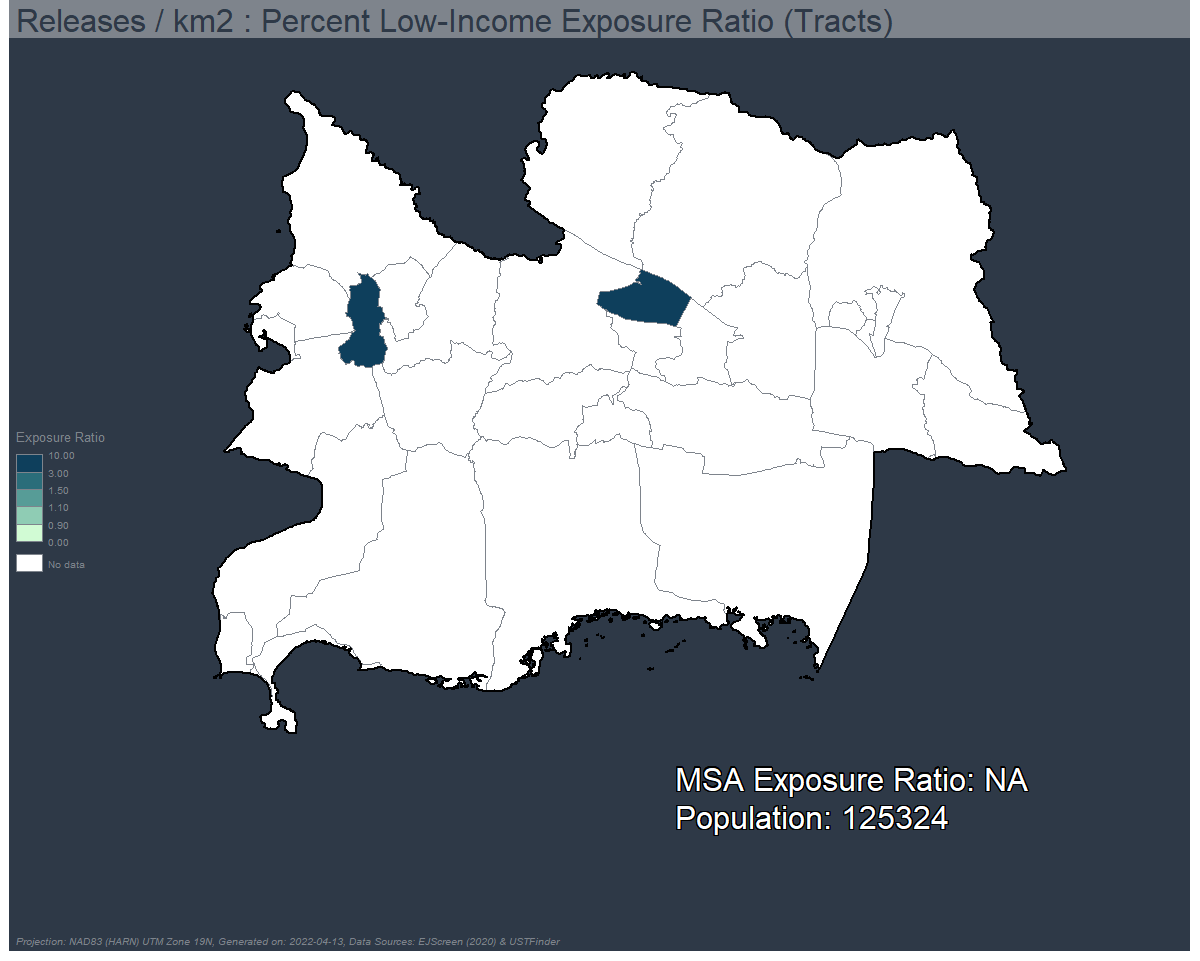 Releases / km2 : Percent Low-Income Exposure Ratio (Tracts)
Exposure Ratio
10.00
3.00
1.50
1.10
0.90
0.00
No data
MSA Exposure Ratio: NA
Population: 125324
Projection: NAD83 (HARN) UTM Zone 19N, Generated on: 2022-04-13, Data Sources: EJScreen (2020) & USTFinder